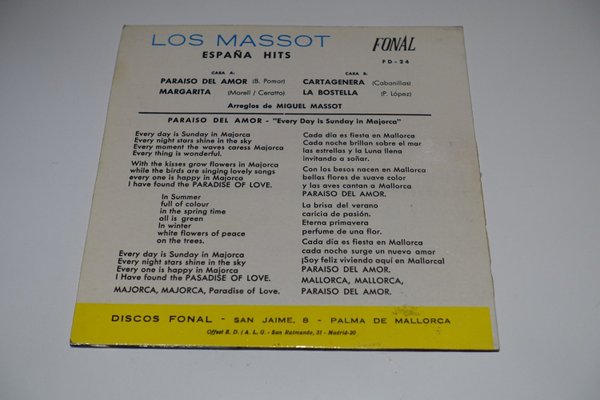 LOS MASSOT
ESPAÑA HITS
FONAL
FD-24
CARA A:
PARAISO DEL AMOR (B. Pomar)
MARGARITA (Morell / Ceratto)
CARA B.
CARTAGENERA (Cabanillas)
LA BOSTELLA (P. López)
Arreglos de MIGUEL MASSOT
PARAISO DEL AMOR - "Every Day is Sunday in Majorca"
Every day is Sunday in Majorca
Every night stars shine in the sky
Every moment the waves caress Majorca
Every thing is wonderful.
With the kisses grow flowers in Majorca
while the birds are singing lovely songs
every one is happy in Majorca
I have found the PARADISE OF LOVE.
In Summer
full of colour
in the spring time
all is green
In winter
white flowers of peace
on the trees.
Every day is Sunday in Majorca
Every night stars shine in the sky
Every one is happy in Majorca
I Have found the PASADISE OF LOVE.
MAJORCA, MAJORCA, Paradise of Love.
Cada día es fiesta en Mallorca
Cada noche brillan sobre el mar
las estrellas y la Luna llena
invitando a soñar.
Con los besos nacen en Mallorca
bellas flores de suave color
y las aves cantan a Mallorca
PARAISO DEL AMOR.
La brisa del verano
caricia de pasión.
Eterna primavera
perfume de una flor.
Cada día es fiesta en Mallorca
cada noche surge un nuevo amor
¡Soy feliz viviendo aquí en Mallorca!
PARAISO DEL AMOR.
MALLORCA, MALLORCA,
PARAISO DEL AMOR.
DISCOS FONAL - SAN JAIME, 8 - PALMA DE MALLORCA
Offset E. D. / A. L. G. - San Raimundo, 31 - Madrid-20